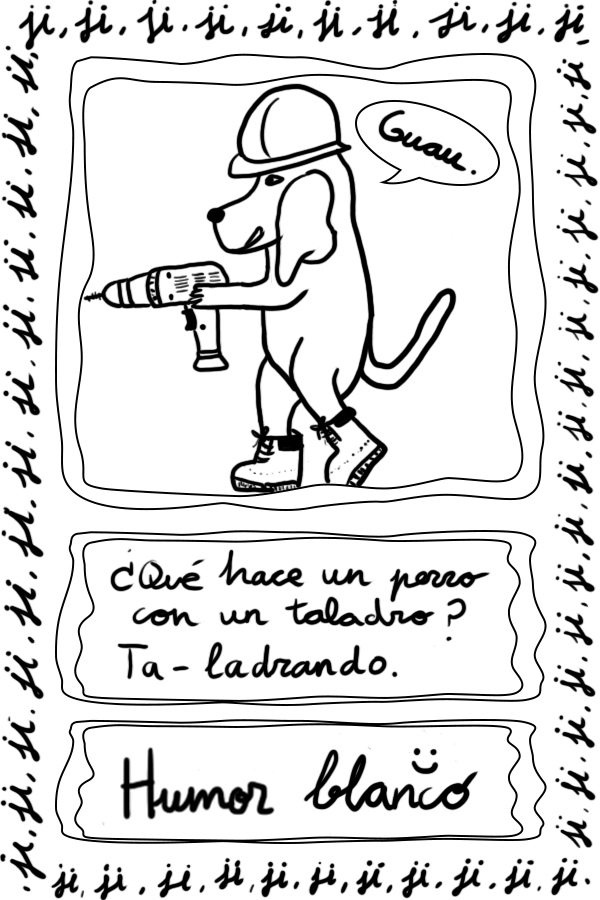 ji, ji, ji. ji, ji, ji, ji, ji, ji. ji
Guau.
¿Qué hace un perro
con un taladro?
Ta-ladrando.
Humor blanco
ji, ji, ji, ji, ji, ji, ji, ji, ji, ji, ji.